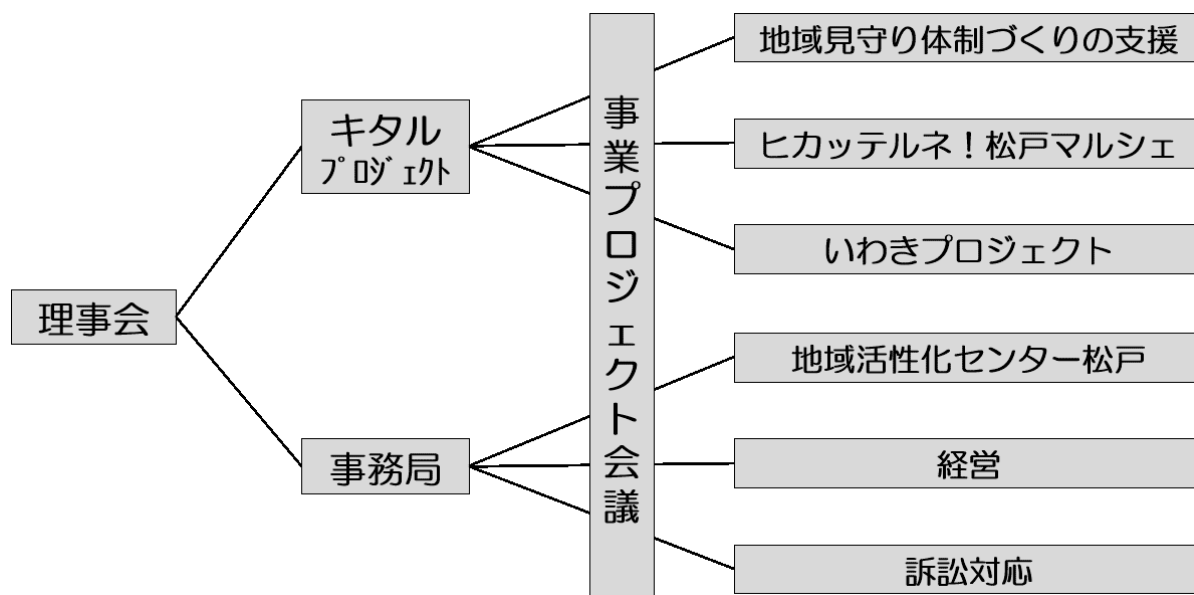 理事会
キタル
ﾌﾟﾛｼﾞｪｸﾄ
事務局
事業プロジェクト会議
地域見守り体制づくりの支援
ヒカッテルネ！松戸マルシェ
いわきプロジェクト
地域活性化センター松戸
経営
訴訟対応